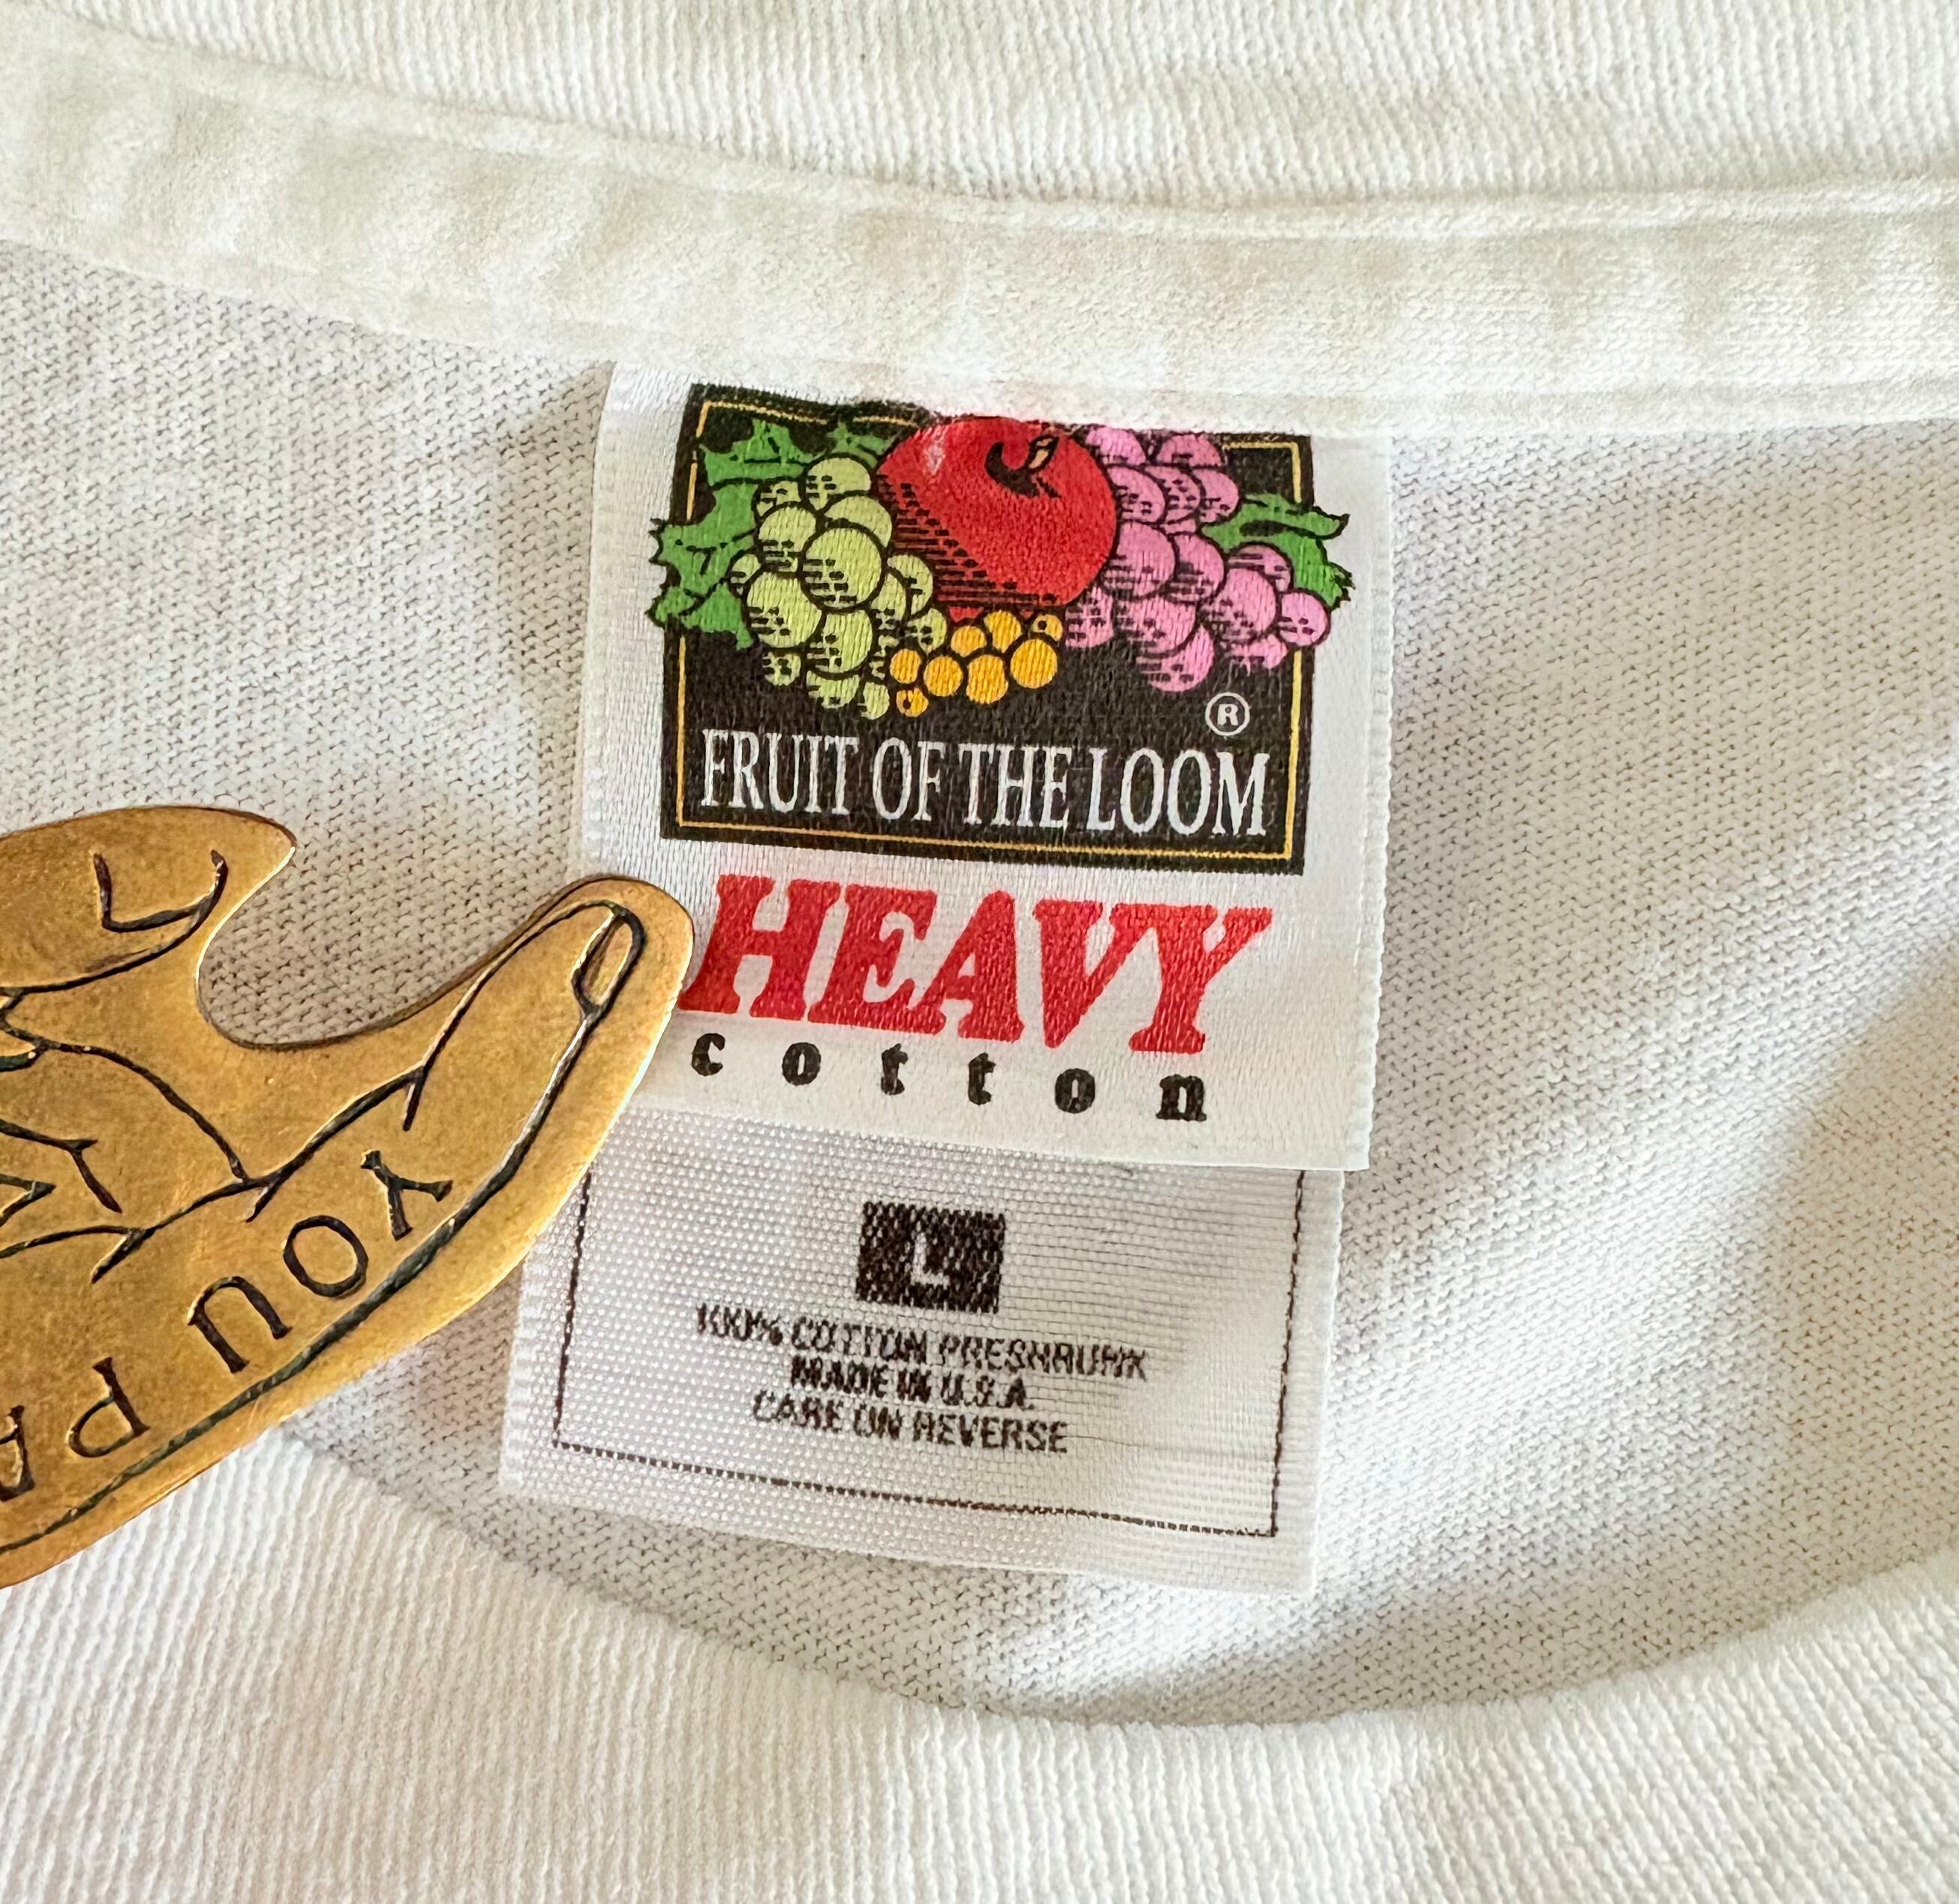 ®
FRUIT OF THE LOOM
HEAVY
cotton
L
100% COTTON PRESHRUNK
MADE IN U.S.A.
CARE ON REVERSE
YOU